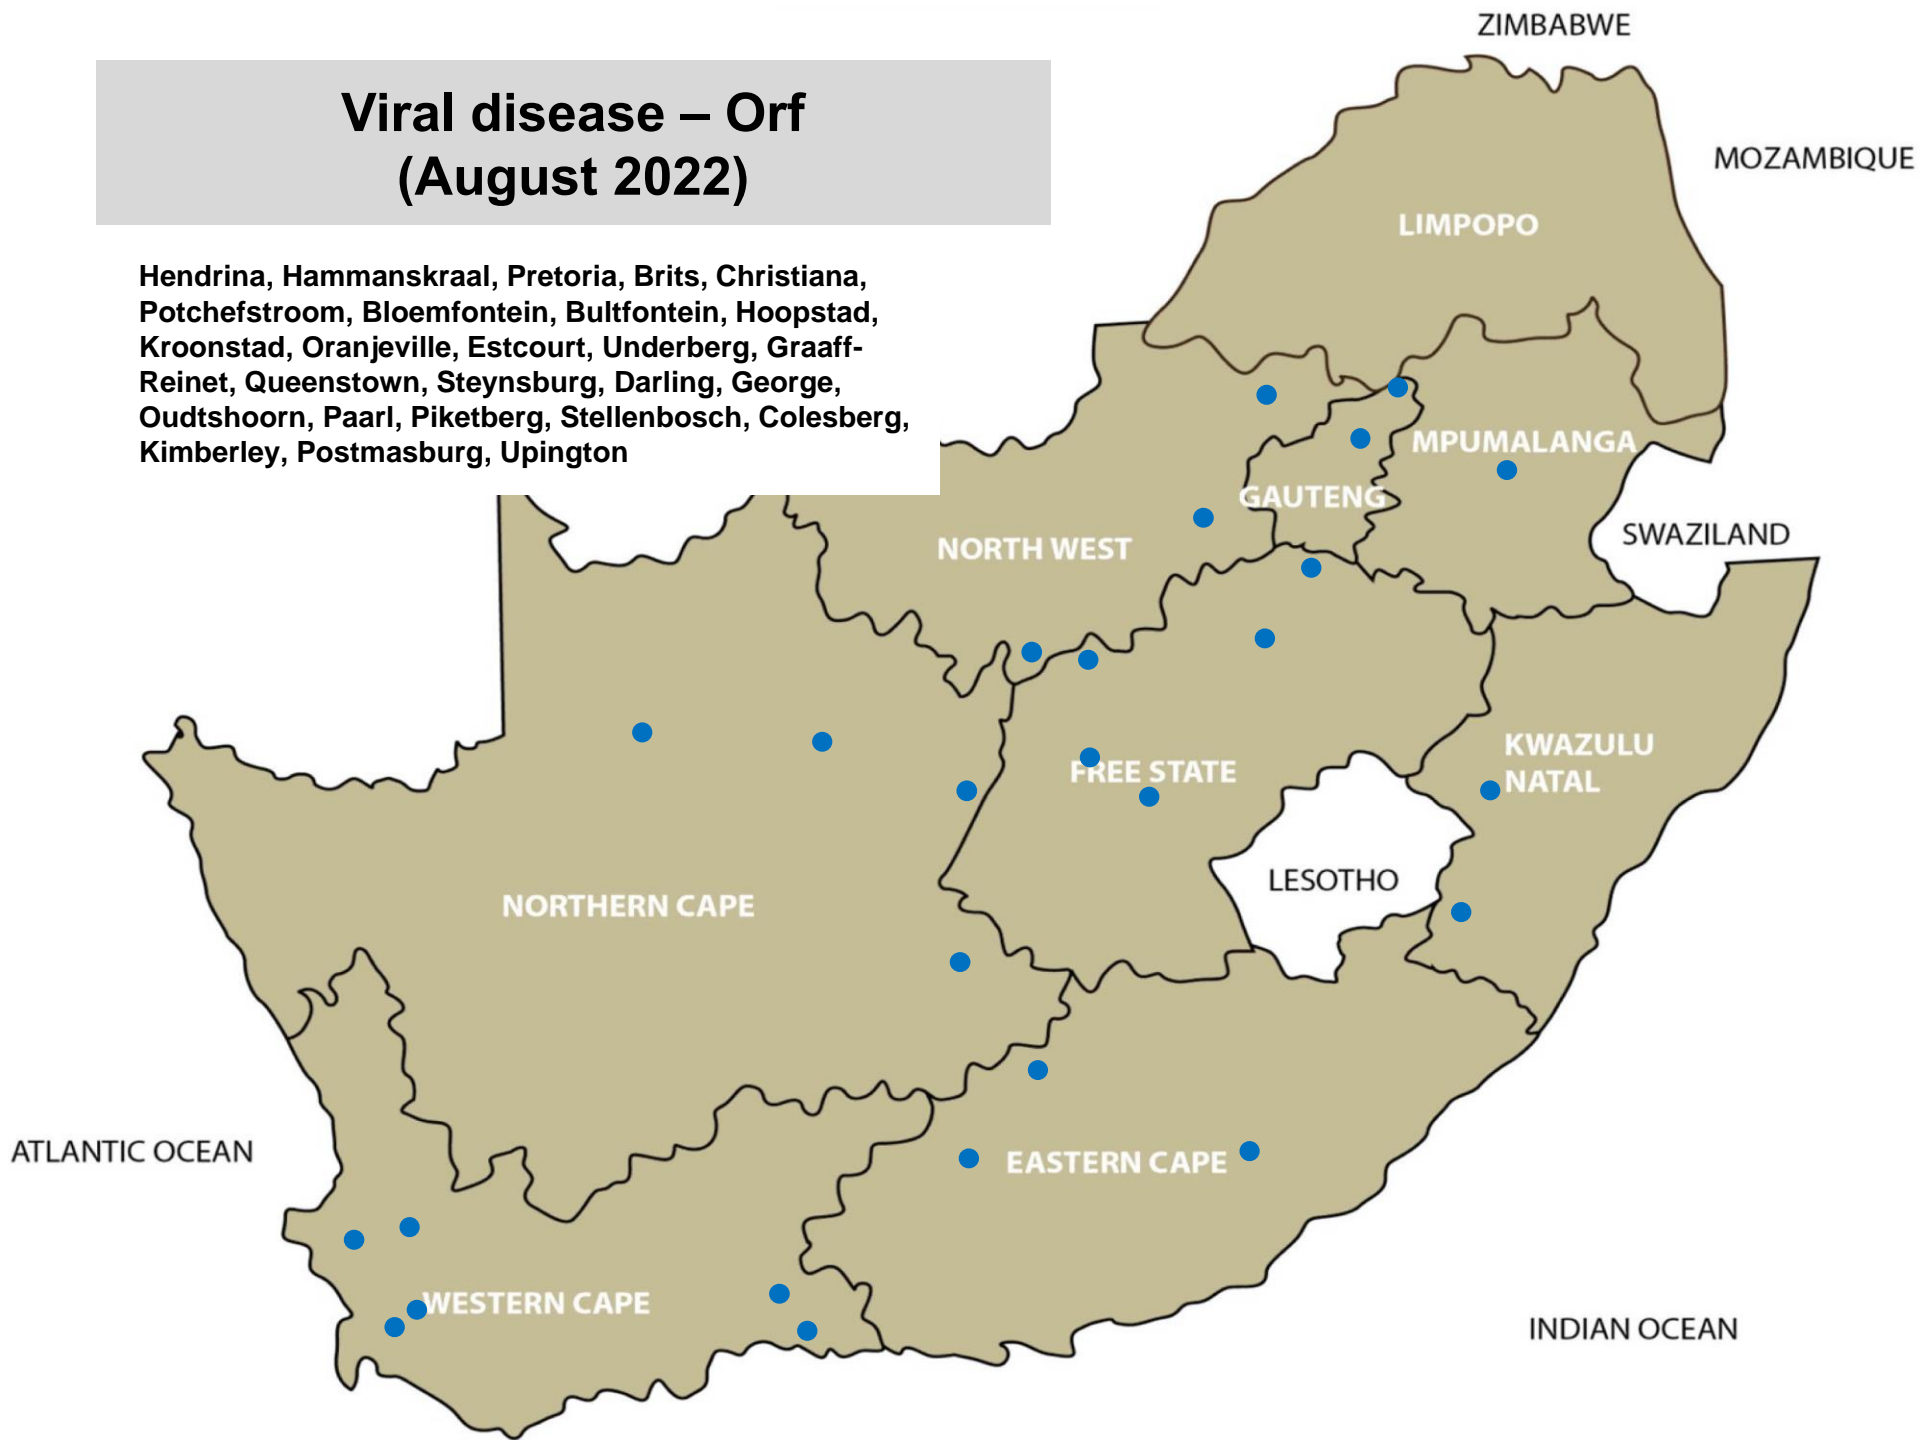 Viral disease – Orf
(August 2022)
Hendrina, Hammanskraal, Pretoria, Brits, Christiana,
Potchefstroom, Bloemfontein, Bultfontein, Hoopstad,
Kroonstad, Oranjeville, Estcourt, Underberg, Graaff-
Reinet, Queenstown, Steynsburg, Darling, George,
Oudtshoorn, Paarl, Piketberg, Stellenbosch, Colesberg,
Kimberley, Postmasburg, Upington
ZIMBABWE
MOZAMBIQUE
LIMPOPO
MPUMALANGA
GAUTENG
SWAZILAND
NORTH WEST
KWAZULU
NATAL
FREE STATE
LESOTHO
NORTHERN CAPE
ATLANTIC OCEAN
EASTERN CAPE
WESTERN CAPE
INDIAN OCEAN